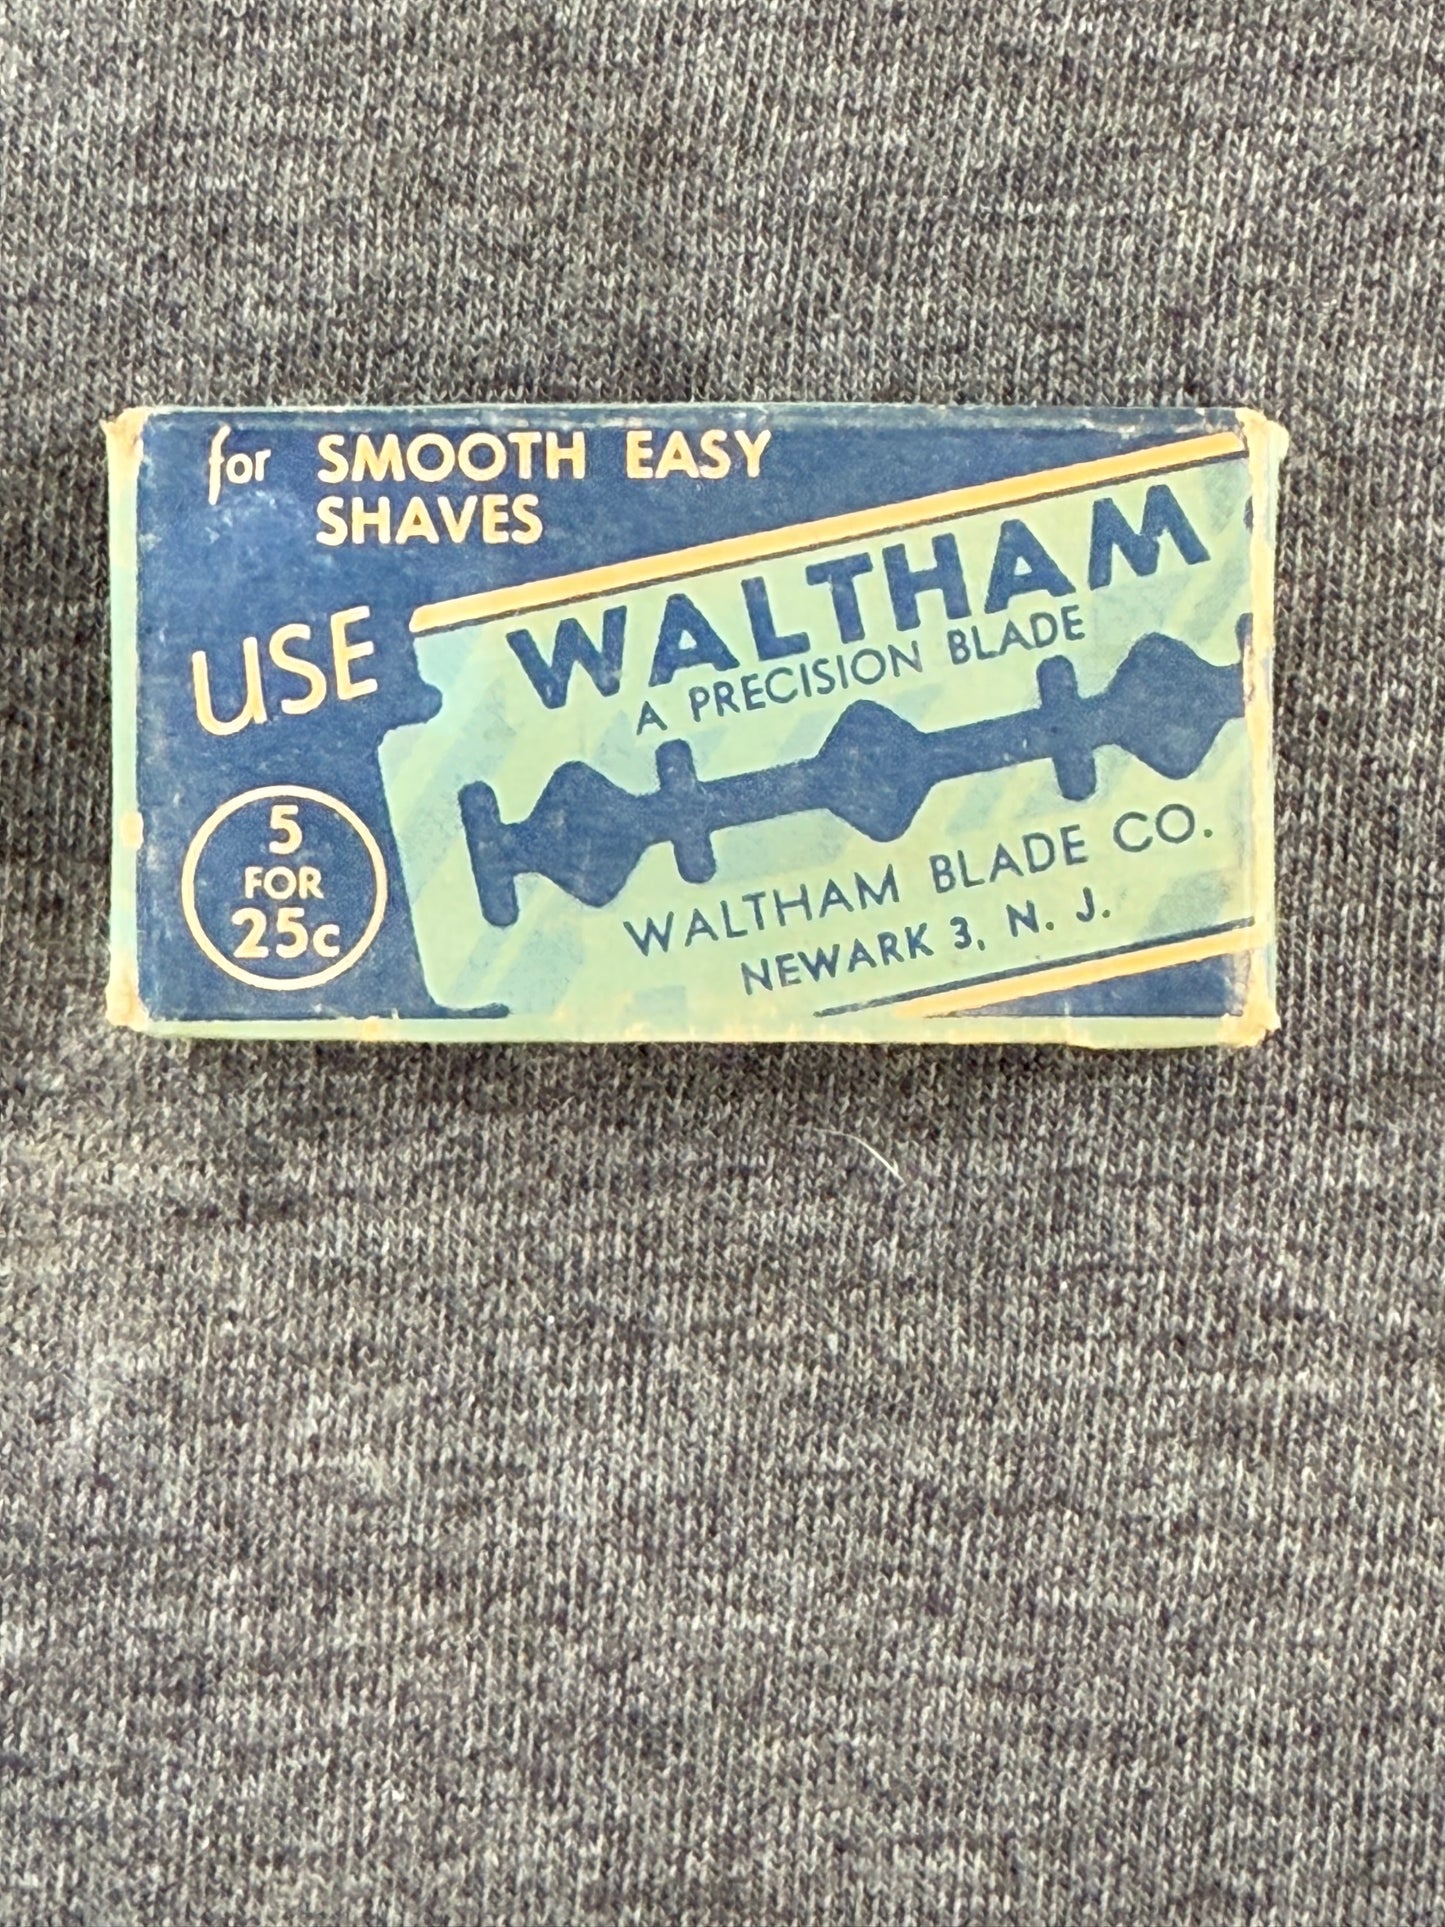 for SMOOTH EASY
SHAVES
USE
WALTHAM
A PRECISION BLADE
5
FOR
25c
WALTHAM BLADE CO.
NEWARK 3, N. J.